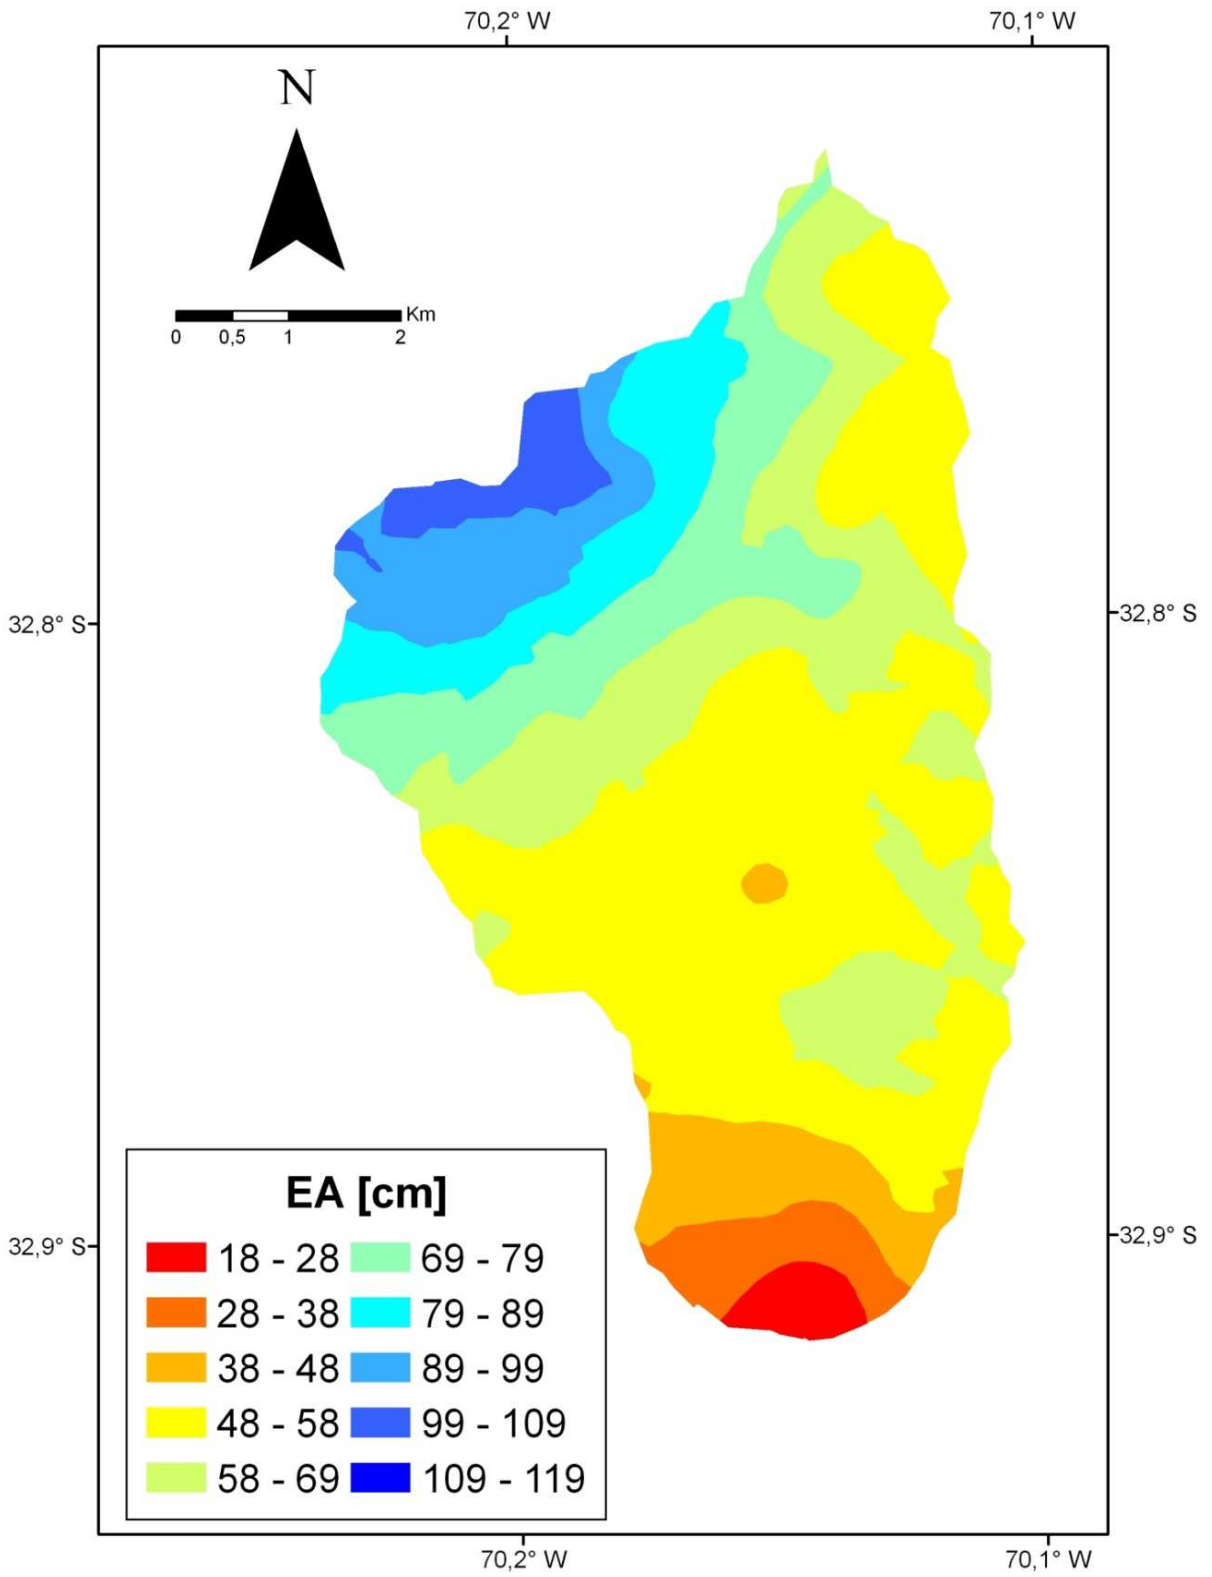 70,2° W 70,1° W
N
Km
0 0,5 1 2
32,8° S 32,8° S
32,9° S 32,9° S
EA [cm]
18 - 28 69 - 79
28 - 38 79 - 89
38 - 48 89 - 99
48 - 58 99 - 109
58 - 69 109 - 119
70,2° W 70,1° W